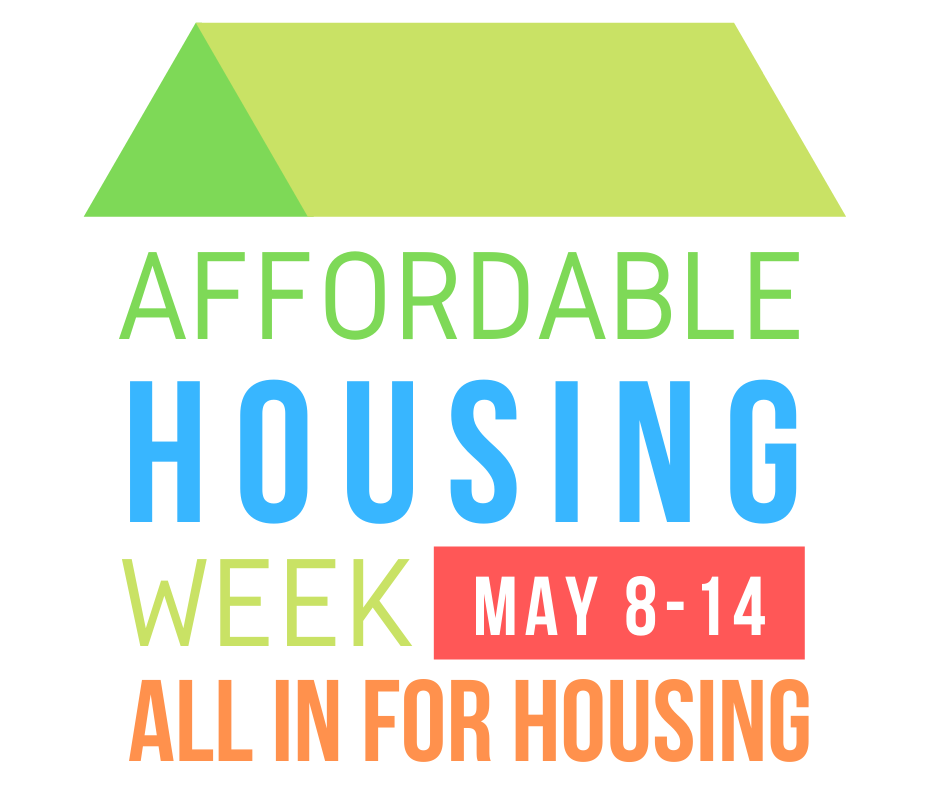 AFFORDABLE
HOUSING
WEEK MAY 8-14
ALL IN FOR HOUSING